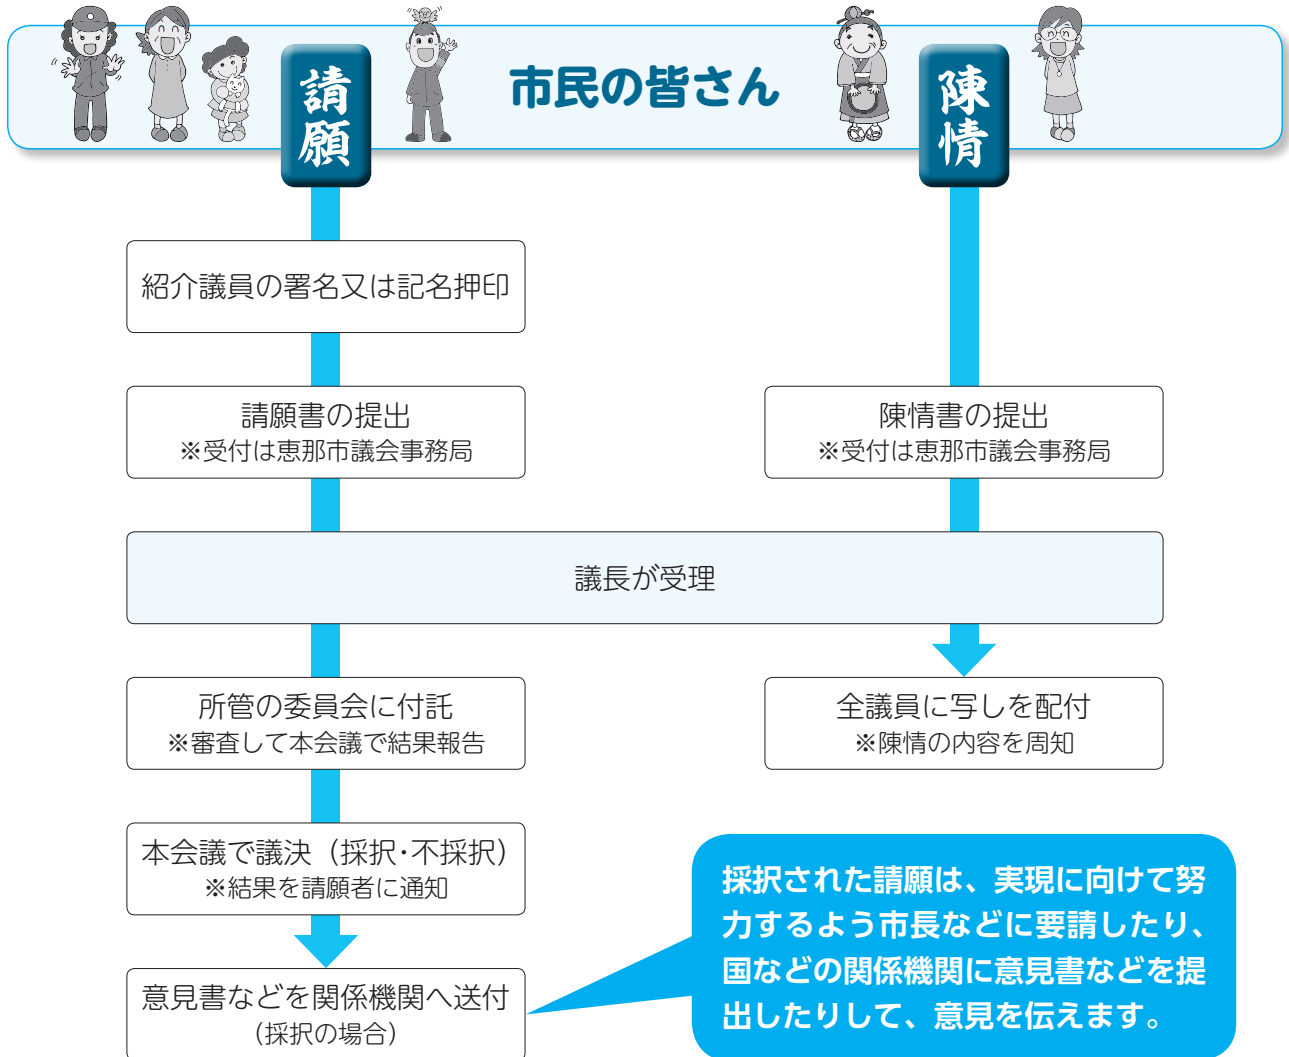 市民の皆さん
請願
陳情
紹介議員の署名又は記名押印
請願書の提出
※受付は恵那市議会事務局
陳情書の提出
※受付は恵那市議会事務局
議長が受理
所管の委員会に付託
※審査して本会議で結果報告
全議員に写しを配付
※陳情の内容を周知
本会議で議決（採択・不採択）
※結果を請願者に通知
意見書などを関係機関へ送付
（採択の場合）
採択された請願は、実現に向けて努
力するよう市長などに要請したり、
国などの関係機関に意見書などを提
出したりして、意見を伝えます。